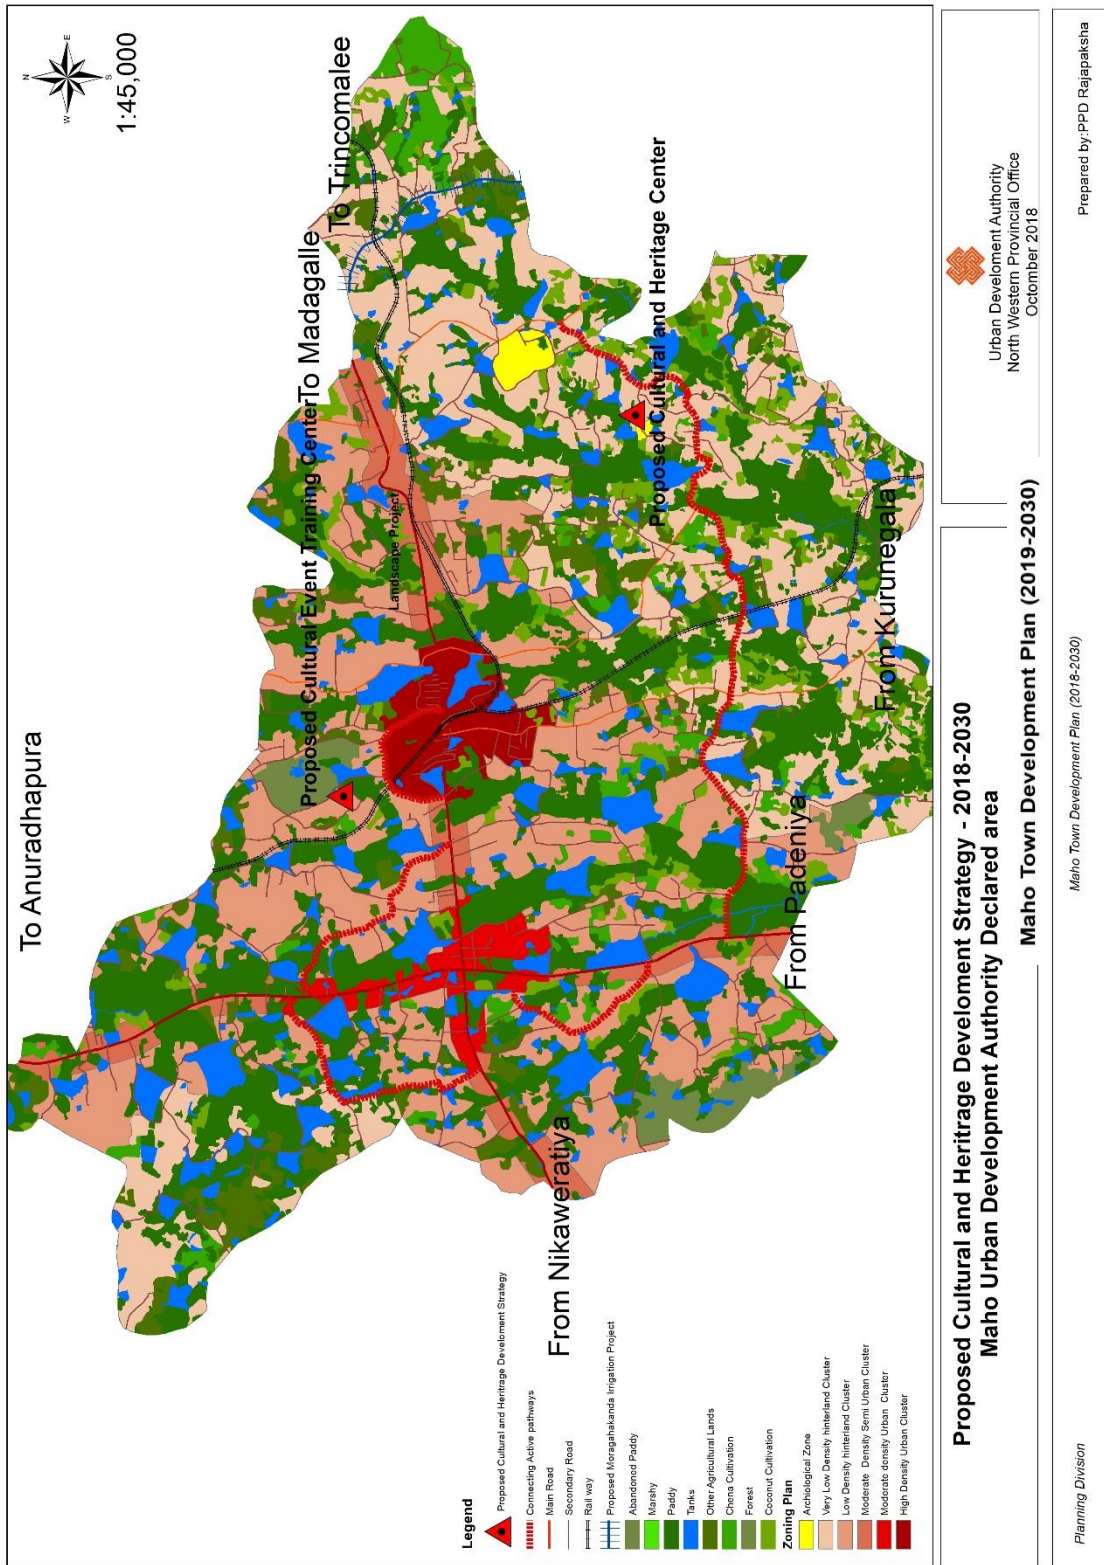 N
W
E
S
1:45,000
To Anuradhapura
To Trincomalee
To Madagalle
Proposed Cultural Event Training Center
Landscape Project
Proposed Cultural and Heritage Center
From Nikaweratiya
From Padeniya
From Kurunegala
Legend
Proposed Cultural and Hertitrage Develoment Strategy
Connecting Active pathways
Main Road
Secondary Road
Rail way
Proposed Moragahakanda Irrigation Project
Abandoned Paddy
Marshy
Paddy
Tanks
Other Agricultural Lands
Chena Cultivation
Forest
Coconut Cultivation
Zoning Plan
Archiological Zone
Very Low Density hinterland Cluster
Low Density hinterland Cluster
Moderate Density Semi Urban Cluster
Moderate density Urban Cluster
High Density Urban Cluster
Proposed Cultural and Heritrage Develoment Strategy - 2018-2030
Maho Urban Development Authority Declared area
Urban Develoment Authority
North Western Provincial Office
Octomber 2018
Maho Town Development Plan (2019-2030)
Planning Division
Maho Town Development Plan (2018-2030)
Prepared by:PPD Rajapaksha